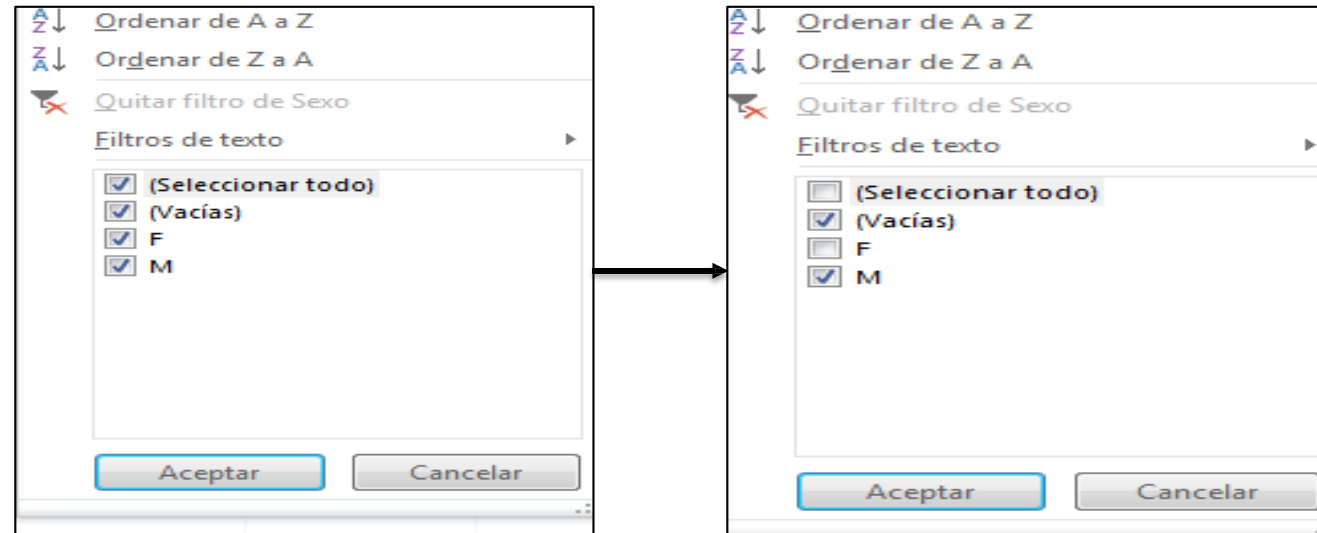 Ordenar de A a Z
Ordenar de Z a A
Quitar filtro de Sexo
Filtros de texto
(Seleccionar todo)
(Vacías)
F
M
Aceptar Cancelar
Ordenar de A a Z
Ordenar de Z a A
Quitar filtro de Sexo
Filtros de texto
(Seleccionar todo)
(Vacías)
F
M
Aceptar Cancelar